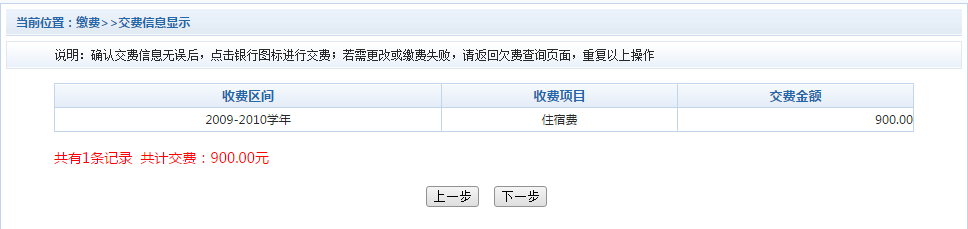 当前位置：缴费>>交费信息显示
说明：确认交费信息无误后，点击银行图标进行交费；若需更改或缴费失败，请返回欠费查询页面，重复以上操作
收费区间 收费项目 交费金额
2009-2010学年 住宿费 900.00
共有1条记录 共计交费：900.00元
上一步 下一步